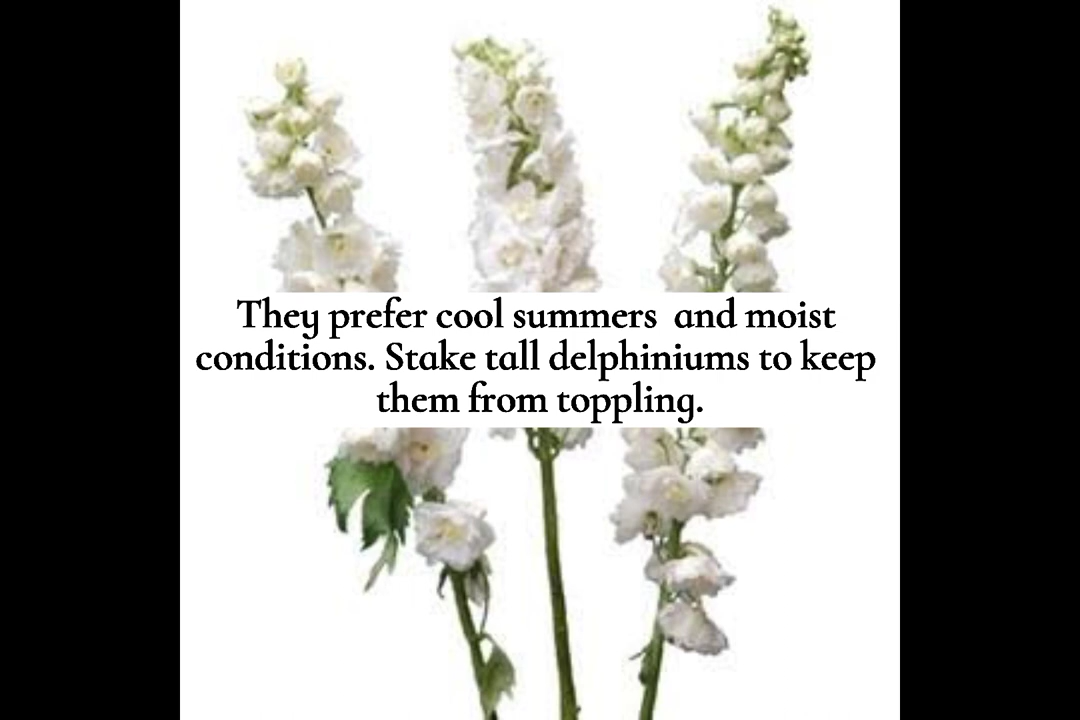 They prefer cool summers  and moist
conditions. Stake tall delphiniums to keep
them from toppling.